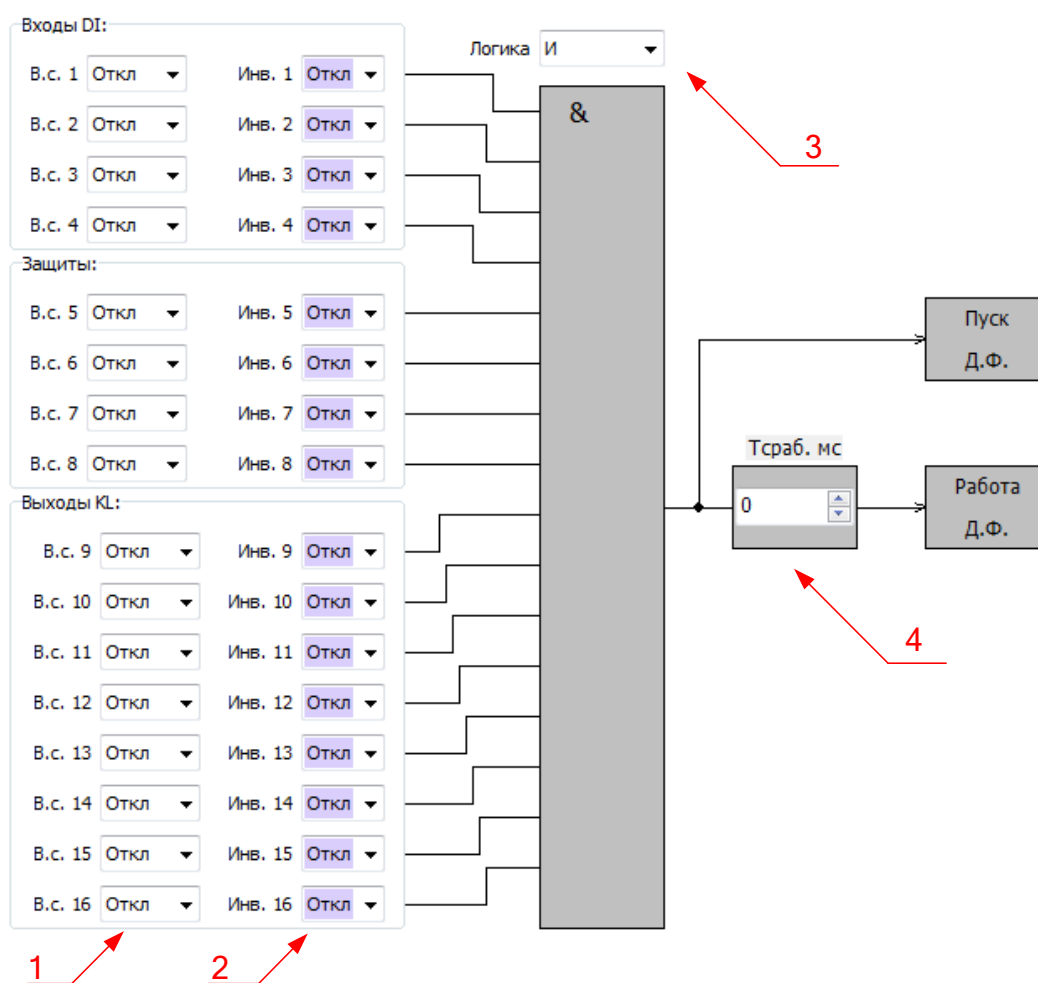 Входы DI:
Логика И
В.с. 1 Откл Инв. 1 Откл
&
В.с. 2 Откл Инв. 2 Откл
3
В.с. 3 Откл Инв. 3 Откл
В.с. 4 Откл Инв. 4 Откл
Защиты:
В.с. 5 Откл Инв. 5 Откл
Пуск
Д.Ф.
В.с. 6 Откл Инв. 6 Откл
В.с. 7 Откл Инв. 7 Откл
Тсраб. мс
В.с. 8 Откл Инв. 8 Откл
Выходы KL:
0
Работа
Д.Ф.
В.с. 9 Откл Инв. 9 Откл
В.с. 10 Откл Инв. 10 Откл
4
В.с. 11 Откл Инв. 11 Откл
В.с. 12 Откл Инв. 12 Откл
В.с. 13 Откл Инв. 13 Откл
В.с. 14 Откл Инв. 14 Откл
В.с. 15 Откл Инв. 15 Откл
В.с. 16 Откл Инв. 16 Откл
1 2